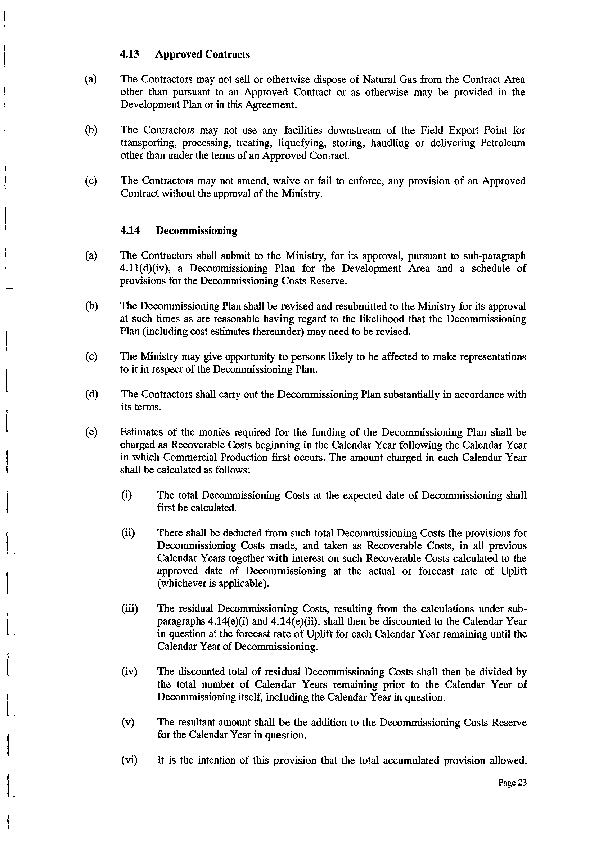 4.13 Approved Contracts
(a) The Contractors may not sell or otherwise dispose of Natural Gas from the Contract Area
other than pursuant to an Approved Contract or as otherwise may be provided in the
Development Plan or in this Agreement.
(b) The Contractors may not use any facilities downstream of the Field Export Point for
transporting, processing, treating, liquefying, storing, handling or delivering Petroleum
other than under the terms of an Approved Contract.
(c) The Contractors may not amend, waive or fail to enforce, any provision of an Approved
Contract without the approval of the Ministry.
4.14 Decommissioning
(a) The Contractors shall submit to the Ministry, for its approval, pursuant to sub-paragraph
4.11(d)(iv), a Decommissioning Plan for the Development Area and a schedule of
provisions for the Decommissioning Costs Reserve.
(b) The Decommissioning Plan shall be revised and resubmitted to the Ministry for its approval
at such times as are reasonable having regard to the likelihood that the Decommissioning
Plan (including cost estimates thereunder) may need to be revised.
(c) The Ministry may give opportunity to persons likely to be affected to make representations
to it in respect of the Decommissioning Plan.
(d) The Contractors shall carry out the Decommissioning Plan substantially in accordance with
its terms.
(e) Estimates of the monies required for the funding of the Decommissioning Plan shall be
charged as Recoverable Costs beginning in the Calendar Year following the Calendar Year
in which Commercial Production first occurs. The amount charged in each Calendar Year
shall be calculated as follows:
(i) The total Decommissioning Costs at the expected date of Decommissioning shall
first be calculated.
(ii) There shall be deducted from such total Decommissioning Costs the provisions for
Decommissioning Costs made, and taken as Recoverable Costs, in all previous
Calendar Years together with interest on such Recoverable Costs calculated to the
approved date of Decommissioning at the actual or forecast rate of Uplift
(whichever is applicable).
(iii) The residual Decommissioning Costs, resulting from the calculations under sub-
paragraphs 4.14(e)(i) and 4.14(e)(ii), shall then be discounted to the Calendar Year
in question at the forecast rate of Uplift for each Calendar Year remaining until the
Calendar Year of Decommissioning.
(iv) The discounted total of residual Decommissioning Costs shall then be divided by
the total number of Calendar Years remaining prior to the Calendar Year of
Decommissioning itself, including the Calendar Year in question.
(v) The resultant amount shall be the addition to the Decommissioning Costs Reserve
for the Calendar Year in question.
(vi) It is the intention of this provision that the total accumulated provision allowed,
Page 23